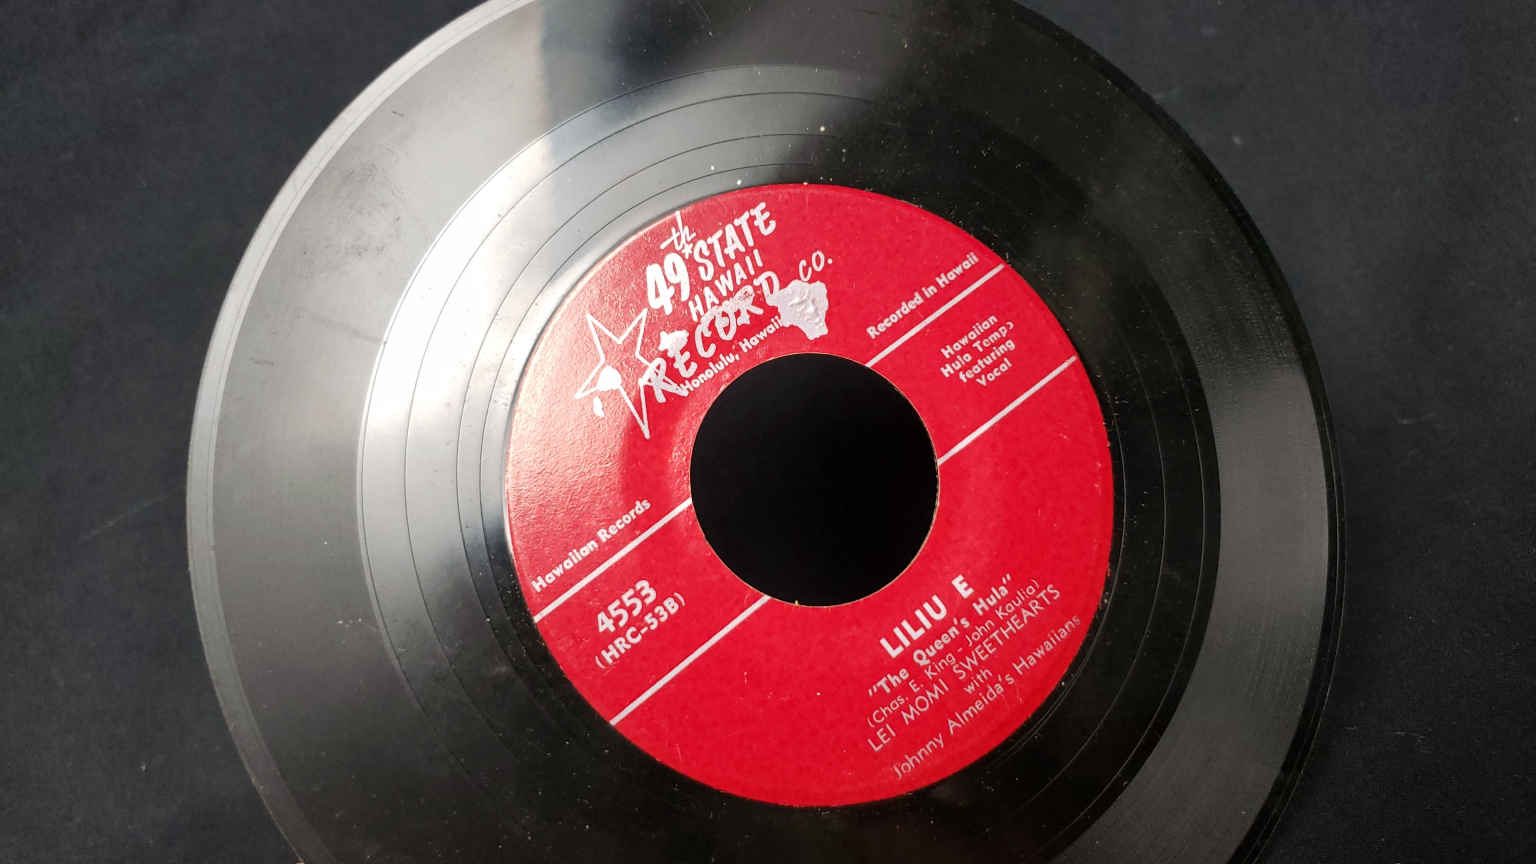 49th STATE
HAWAII
RECORD CO.
Honolulu, Hawaii
Recorded in Hawaii
Hawaiian
Hula Tempo
featuring
Vocal
Hawaiian Records
4553
(HRC-53B)
LILIU E
"The Queen's Hula"
(Chas. E. King - John Kaulia)
LEI MOMI SWEETHEARTS
with
Johnny Almeida's Hawaiians